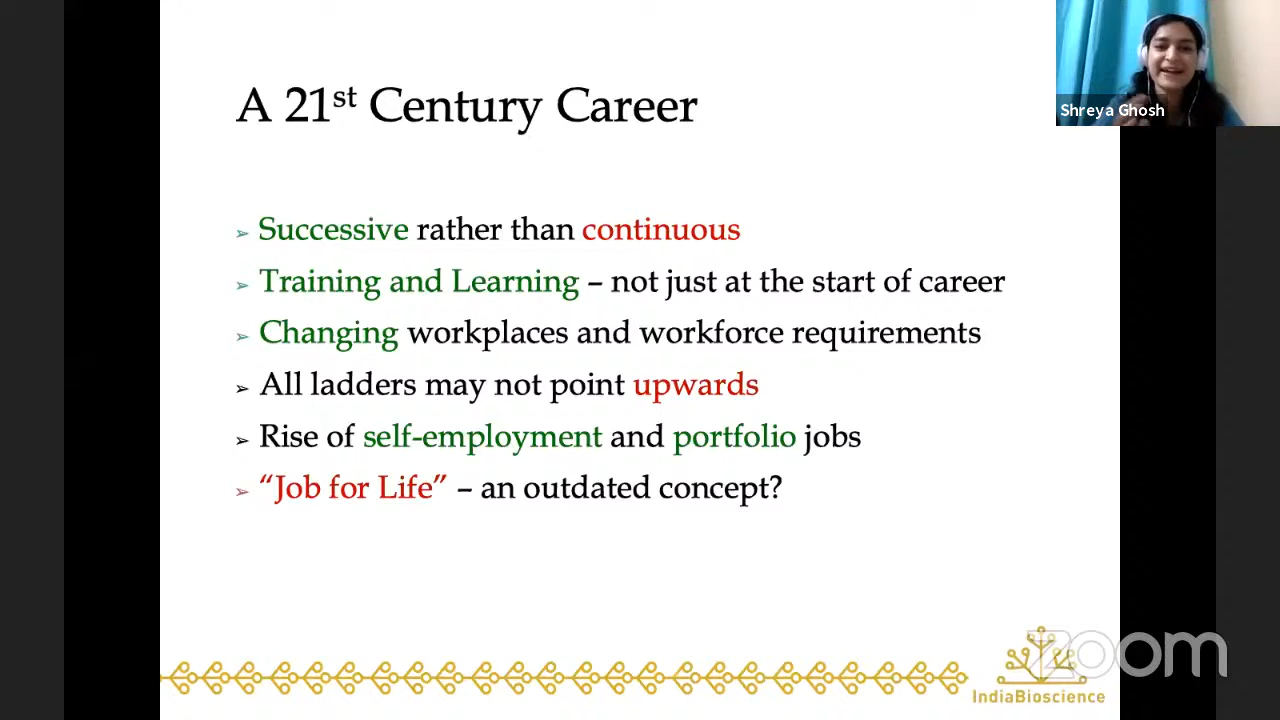 A 21st Century Career
Shreya Ghosh
➢ Successive rather than continuous
➢ Training and Learning – not just at the start of career
➢ Changing workplaces and workforce requirements
➢ All ladders may not point upwards
➢ Rise of self-employment and portfolio jobs
➢ “Job for Life” – an outdated concept?
zoom
IndiaBioscience